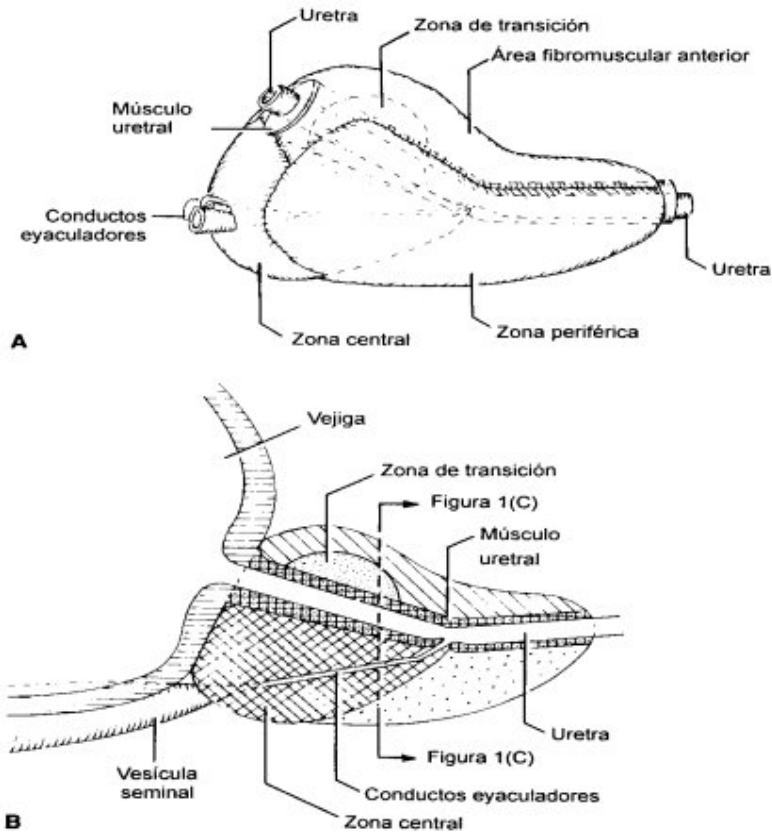 Uretra
Zona de transición
Área fibromuscular anterior
Músculo
uretral
Conductos
eyaculadores
Uretra
Zona central
Zona periférica
A
Vejiga
Zona de transición
Figura 1(C)
Músculo
uretral
Uretra
Figura 1(C)
Vesícula
seminal
Conductos eyaculadores
Zona central
B